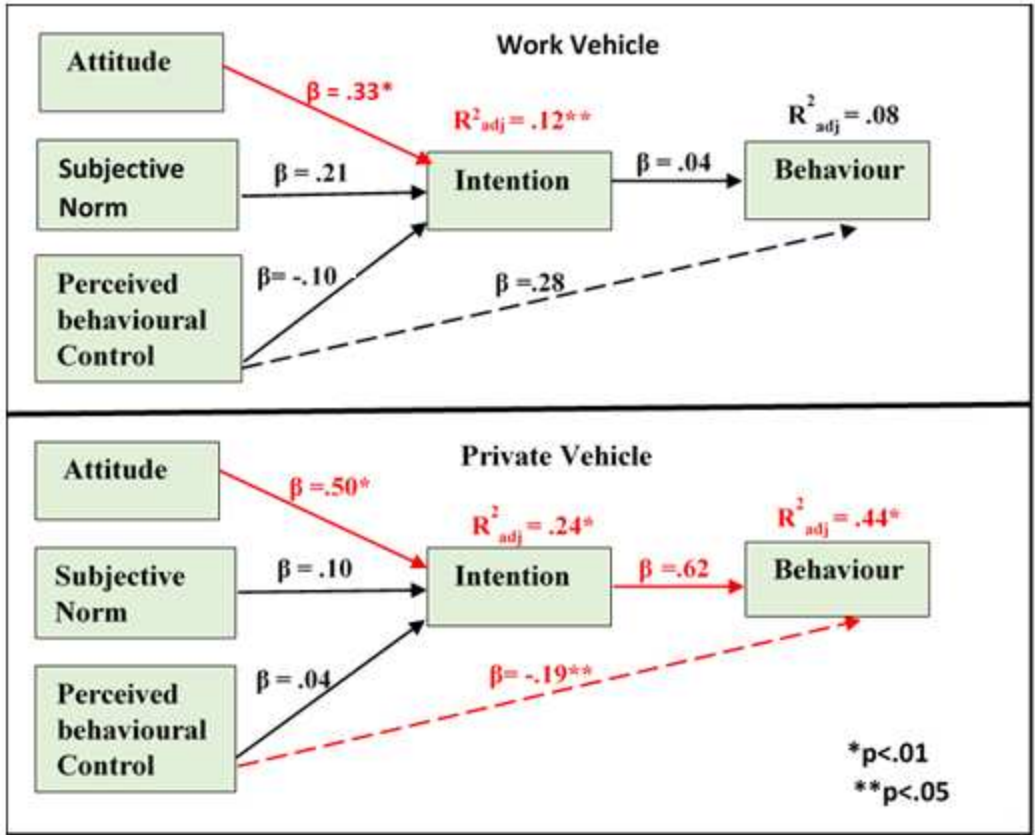 Work Vehicle
Attitude
β = .33*
R²adj = .12**
R²adj = .08
Subjective
Norm
β = .21
Intention
β = .04
Behaviour
Perceived
behavioural
Control
β= -.10
β =.28
Private Vehicle
Attitude
β =.50*
R²adj = .24*
R²adj = .44*
Subjective
Norm
β = .10
Intention
β =.62
Behaviour
Perceived
behavioural
Control
β = .04
β= -.19**
*p<.01
**p<.05